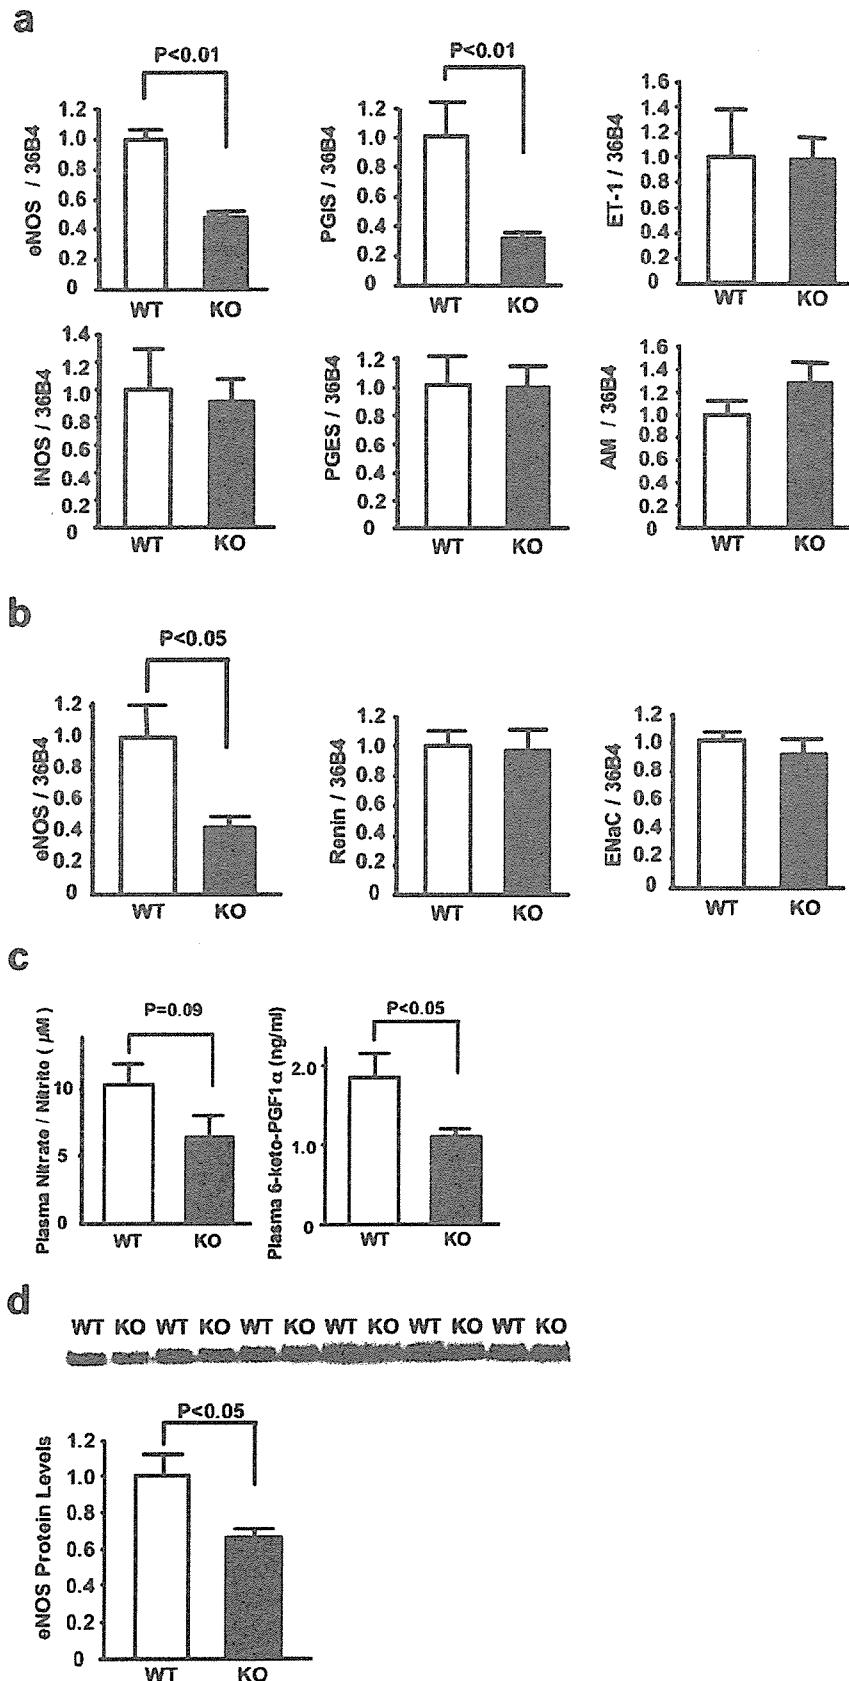 a
P<0.01
eNOS / 36B4
1.2
1.0
0.8
0.6
0.4
0.2
0
WT KO
P<0.01
PGIS / 36B4
1.2
1.0
0.8
0.6
0.4
0.2
0
WT KO
ET-1 / 36B4
1.6
1.4
1.2
1.0
0.8
0.6
0.4
0.2
0
WT KO
iNOS / 36B4
1.4
1.2
1.0
0.8
0.6
0.4
0.2
0
WT KO
PGES / 36B4
1.2
1.0
0.8
0.6
0.4
0.2
0
WT KO
AM / 36B4
1.6
1.4
1.2
1.0
0.8
0.6
0.4
0.2
0
WT KO
b
P<0.05
eNOS / 36B4
1.2
1.0
0.8
0.6
0.4
0.2
0
WT KO
Renin / 36B4
1.2
1.0
0.8
0.6
0.4
0.2
0
WT KO
ENaC / 36B4
1.2
1.0
0.8
0.6
0.4
0.2
0
WT KO
c
P=0.09
Plasma Nitrate / Nitrite ( μM )
10
5
0
WT KO
P<0.05
Plasma 6-keto-PGF1α (ng/ml)
2.0
1.0
0
WT KO
d
WT KO WT KO WT KO WT KO WT KO WT KO
P<0.05
eNOS Protein Levels
1.2
1.0
0.8
0.6
0.4
0.2
0
WT KO